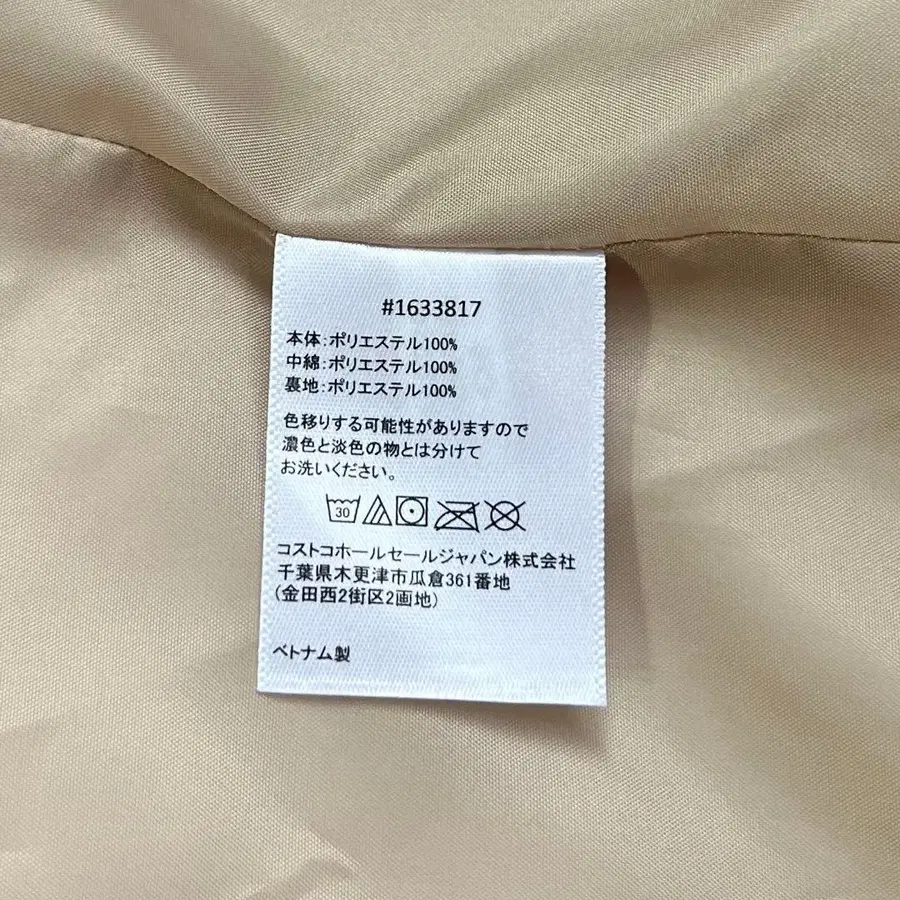 #1633817
本体:ポリエステル100%
中綿:ポリエステル100%
裏地:ポリエステル100%
色移りする可能性がありますので
濃色と淡色の物とは分けて
お洗いください。
30
コストコホールセールジャパン株式会社
千葉県木更津市瓜倉361番地
(金田西2街区2画地)
ベトナム製